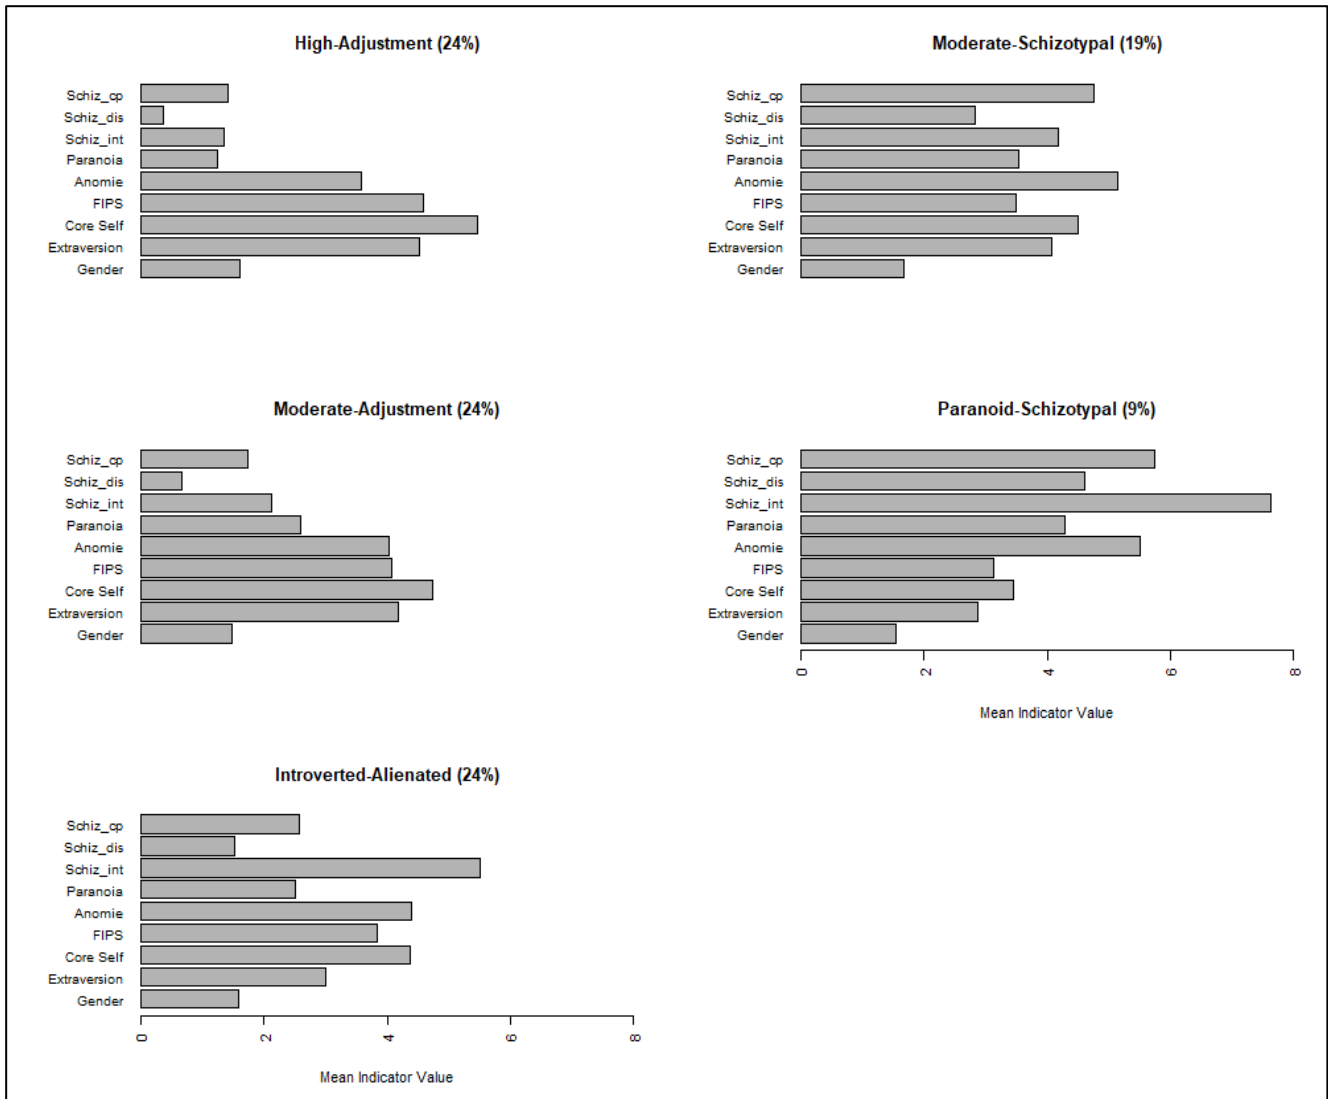 High-Adjustment (24%)
Schiz_cp
Schiz_dis
Schiz_int
Paranoia
Anomie
FIPS
Core Self
Extraversion
Gender
Moderate-Schizotypal (19%)
Schiz_cp
Schiz_dis
Schiz_int
Paranoia
Anomie
FIPS
Core Self
Extraversion
Gender
Moderate-Adjustment (24%)
Schiz_cp
Schiz_dis
Schiz_int
Paranoia
Anomie
FIPS
Core Self
Extraversion
Gender
Paranoid-Schizotypal (9%)
Schiz_cp
Schiz_dis
Schiz_int
Paranoia
Anomie
FIPS
Core Self
Extraversion
Gender
0 2 4 6 8
Mean Indicator Value
Introverted-Alienated (24%)
Schiz_cp
Schiz_dis
Schiz_int
Paranoia
Anomie
FIPS
Core Self
Extraversion
Gender
0 2 4 6 8
Mean Indicator Value